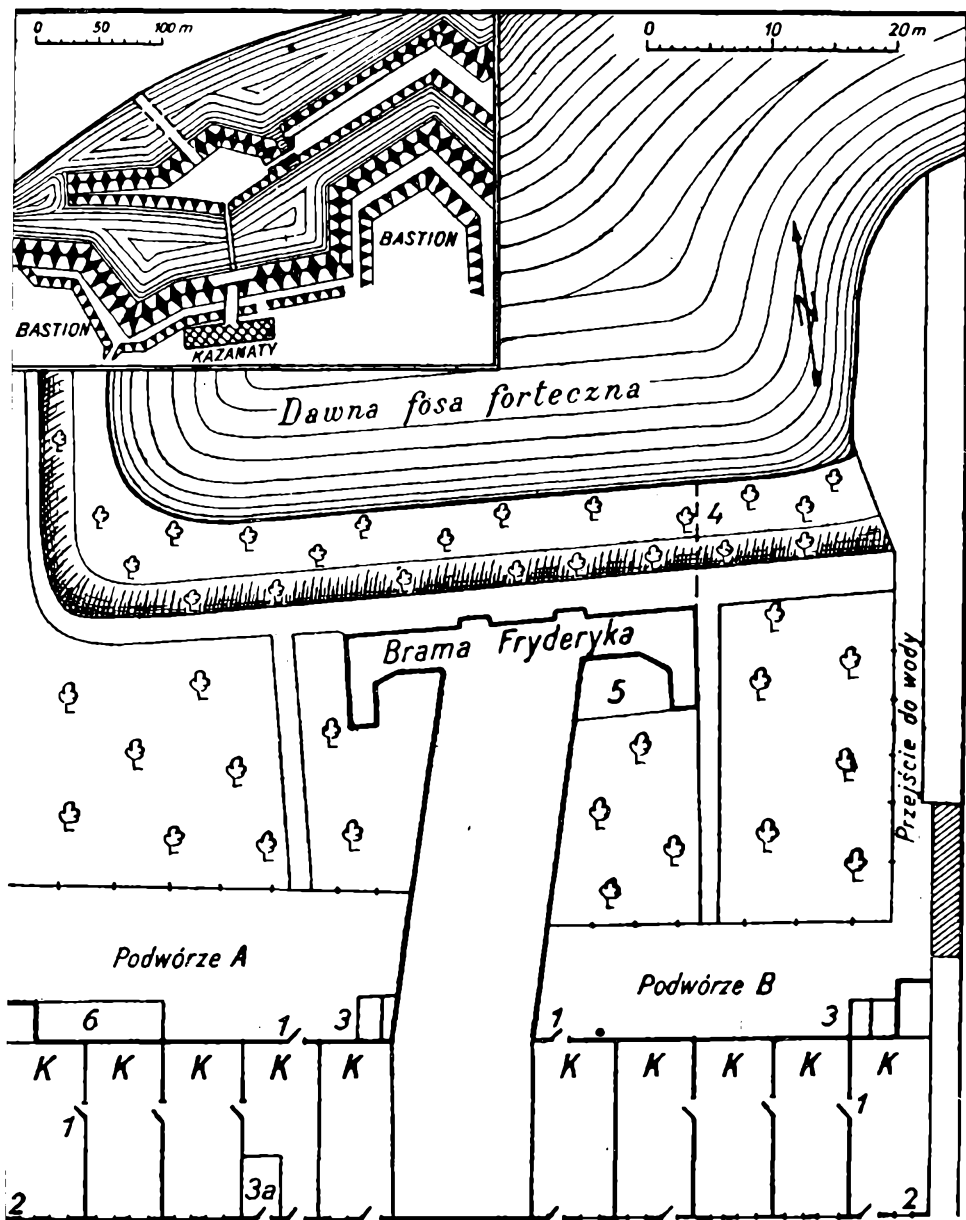 0 50 100 m
0 10 20 m
BASTION
BASTION
KAZAMATY
Dawna fosa forteczna
4
Brama Fryderyka
5
Przejście do wody
Podwórze A
Podwórze B
6
1
3
1
3
K K K K K
K K K K K
1
1
2
3a
2